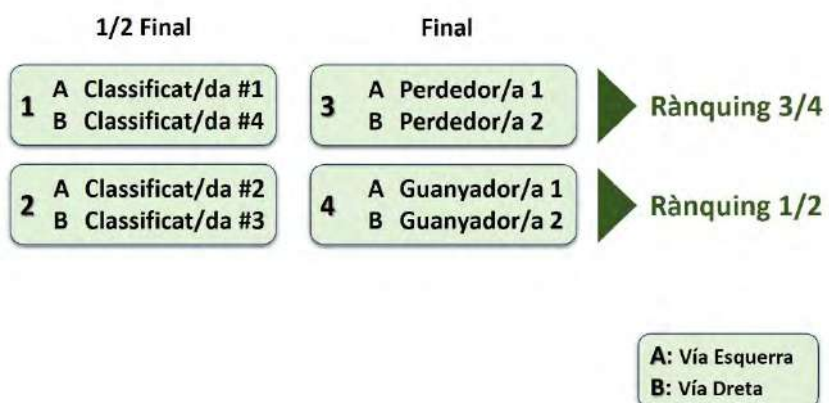 1/2 Final
Final
1
A Classificat/da #1
B Classificat/da #4
3
A Perdedor/a 1
B Perdedor/a 2
Rànquing 3/4
2
A Classificat/da #2
B Classificat/da #3
4
A Guanyador/a 1
B Guanyador/a 2
Rànquing 1/2
A: Vía Esquerra
B: Vía Dreta